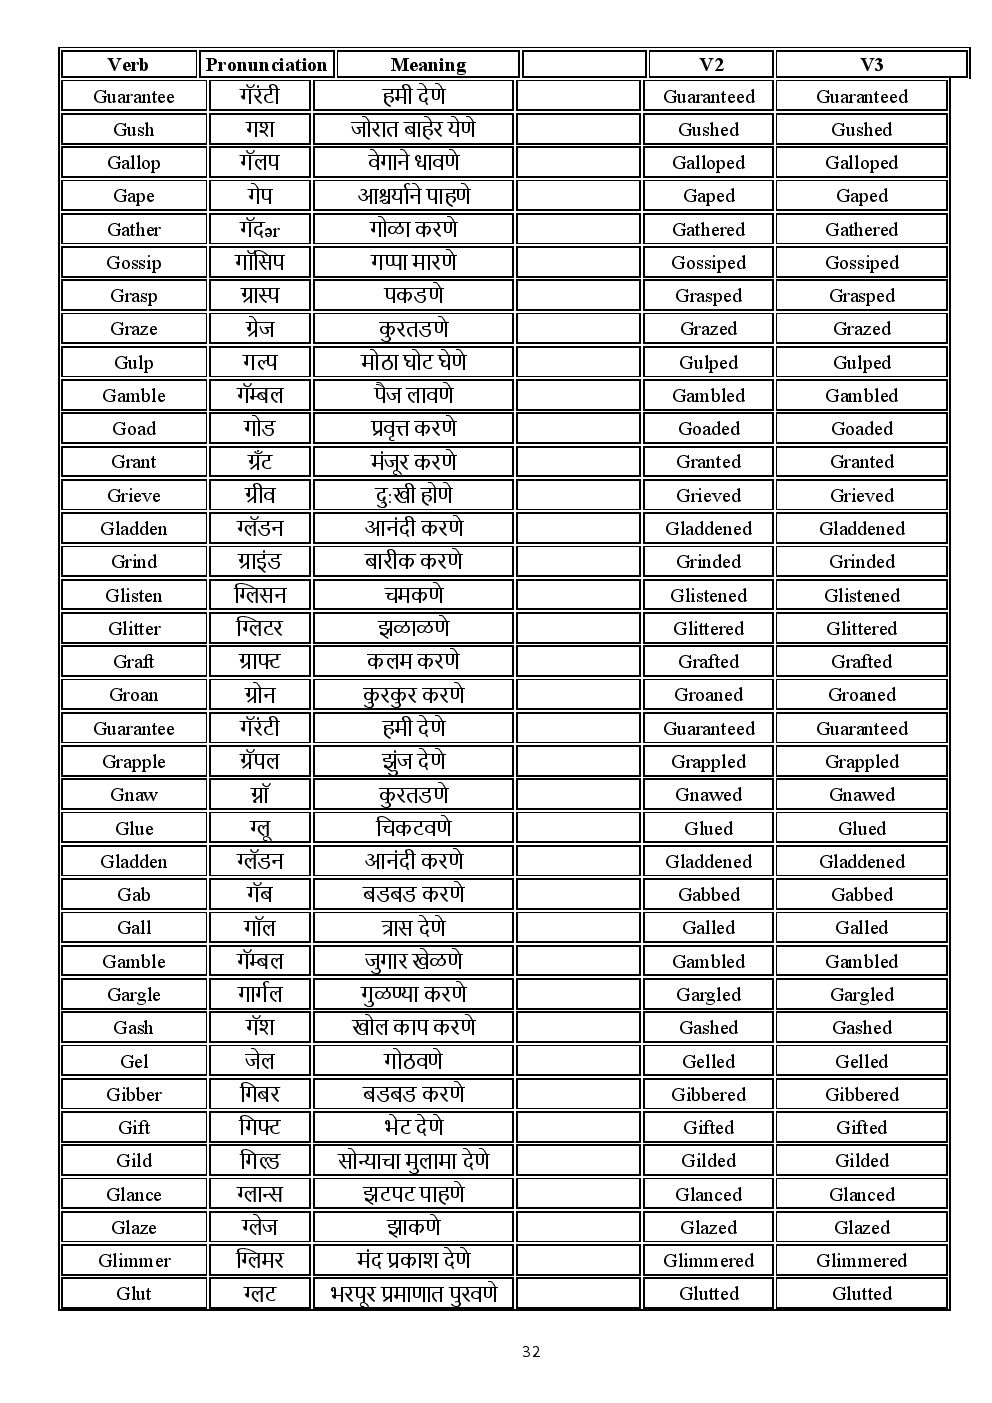 Verb Pronunciation Meaning V2 V3
Guarantee गॅरंटी हमी देणे Guaranteed Guaranteed
Gush गश जोरात बाहेर येणे Gushed Gushed
Gallop गॅलप वेगाने धावणे Galloped Galloped
Gape गेप आश्चर्याने पाहणे Gaped Gaped
Gather गॅदər गोळा करणे Gathered Gathered
Gossip गॉसिप गप्पा मारणे Gossiped Gossiped
Grasp ग्रास्प पकडणे Grasped Grasped
Graze ग्रेज कुरतडणे Grazed Grazed
Gulp गल्प मोठा घोट घेणे Gulped Gulped
Gamble गॅम्बल पैज लावणे Gambled Gambled
Goad गोड प्रवृत्त करणे Goaded Goaded
Grant ग्रँट मंजूर करणे Granted Granted
Grieve ग्रीव दु:खी होणे Grieved Grieved
Gladden ग्लॅडन आनंदी करणे Gladdened Gladdened
Grind ग्राइंड बारीक करणे Grinded Grinded
Glisten ग्लिसन चमकणे Glistened Glistened
Glitter ग्लिटर झळाळणे Glittered Glittered
Graft ग्राफ्ट कलम करणे Grafted Grafted
Groan ग्रोन कुरकुर करणे Groaned Groaned
Guarantee गॅरंटी हमी देणे Guaranteed Guaranteed
Grapple ग्रॅपल झुंज देणे Grappled Grappled
Gnaw ग्नॉ कुरतडणे Gnawed Gnawed
Glue ग्लू चिकटवणे Glued Glued
Gladden ग्लॅडन आनंदी करणे Gladdened Gladdened
Gab गॅब बडबड करणे Gabbed Gabbed
Gall गॉल त्रास देणे Galled Galled
Gamble गॅम्बल जुगार खेळणे Gambled Gambled
Gargle गार्गल गुळण्या करणे Gargled Gargled
Gash गॅश खोल काप करणे Gashed Gashed
Gel जेल गोठवणे Gelled Gelled
Gibber गिबर बडबड करणे Gibbered Gibbered
Gift गिफ्ट भेट देणे Gifted Gifted
Gild गिल्ड सोन्याचा मुलामा देणे Gilded Gilded
Glance ग्लान्स झटपट पाहणे Glanced Glanced
Glaze ग्लेज झाकणे Glazed Glazed
Glimmer ग्लिमर मंद प्रकाश देणे Glimmered Glimmered
Glut ग्लट भरपूर प्रमाणात पुरवणे Glutted Glutted
32